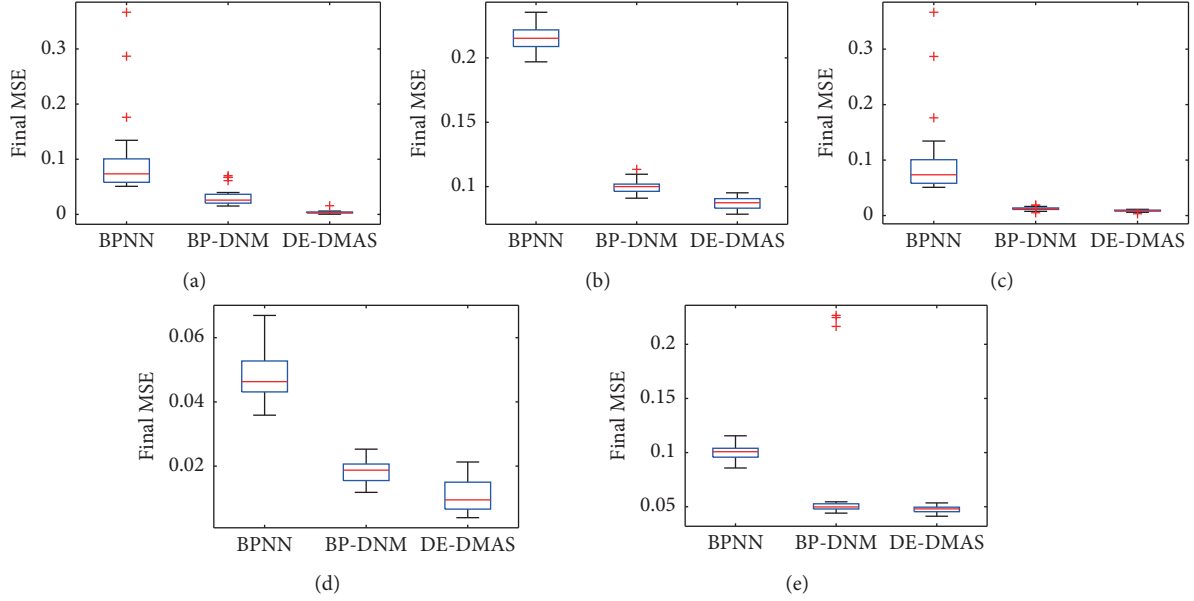 Final MSE
0.3
0.2
0.1
0
BPNN BP-DNM DE-DMAS
(a)
Final MSE
0.2
0.15
0.1
BPNN BP-DNM DE-DMAS
(b)
Final MSE
0.3
0.2
0.1
0
BPNN BP-DNM DE-DMAS
(c)
Final MSE
0.06
0.04
0.02
BPNN BP-DNM DE-DMAS
(d)
Final MSE
0.2
0.15
0.1
0.05
BPNN BP-DNM DE-DMAS
(e)